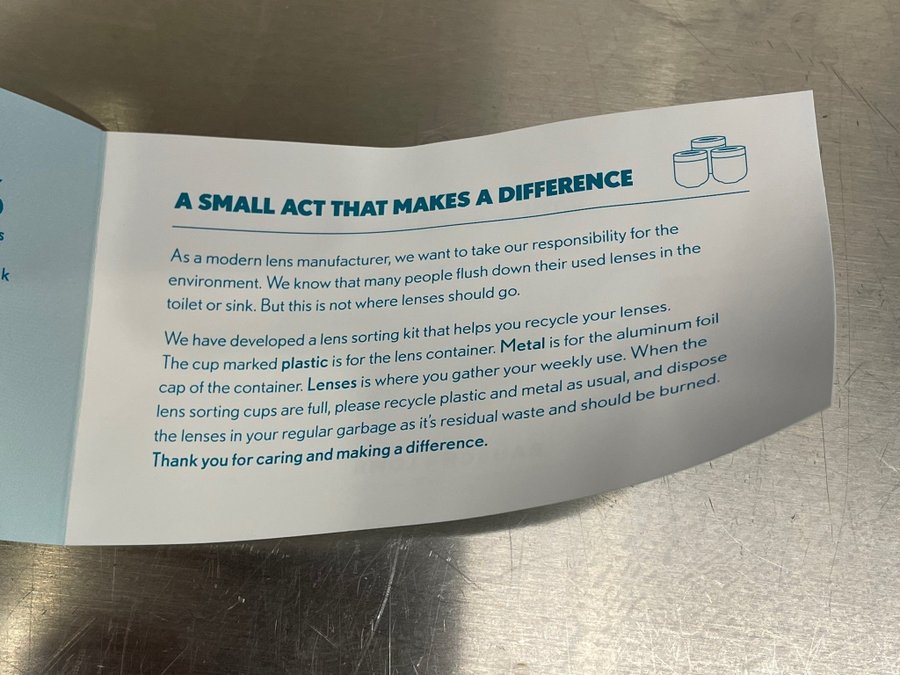 s
k
A SMALL ACT THAT MAKES A DIFFERENCE
As a modern lens manufacturer, we want to take our responsibility for the
environment. We know that many people flush down their used lenses in the
toilet or sink. But this is not where lenses should go.
We have developed a lens sorting kit that helps you recycle your lenses.
The cup marked plastic is for the lens container. Metal is for the aluminum foil
cap of the container. Lenses is where you gather your weekly use. When the
lens sorting cups are full, please recycle plastic and metal as usual, and dispose
the lenses in your regular garbage as it's residual waste and should be burned.
Thank you for caring and making a difference.